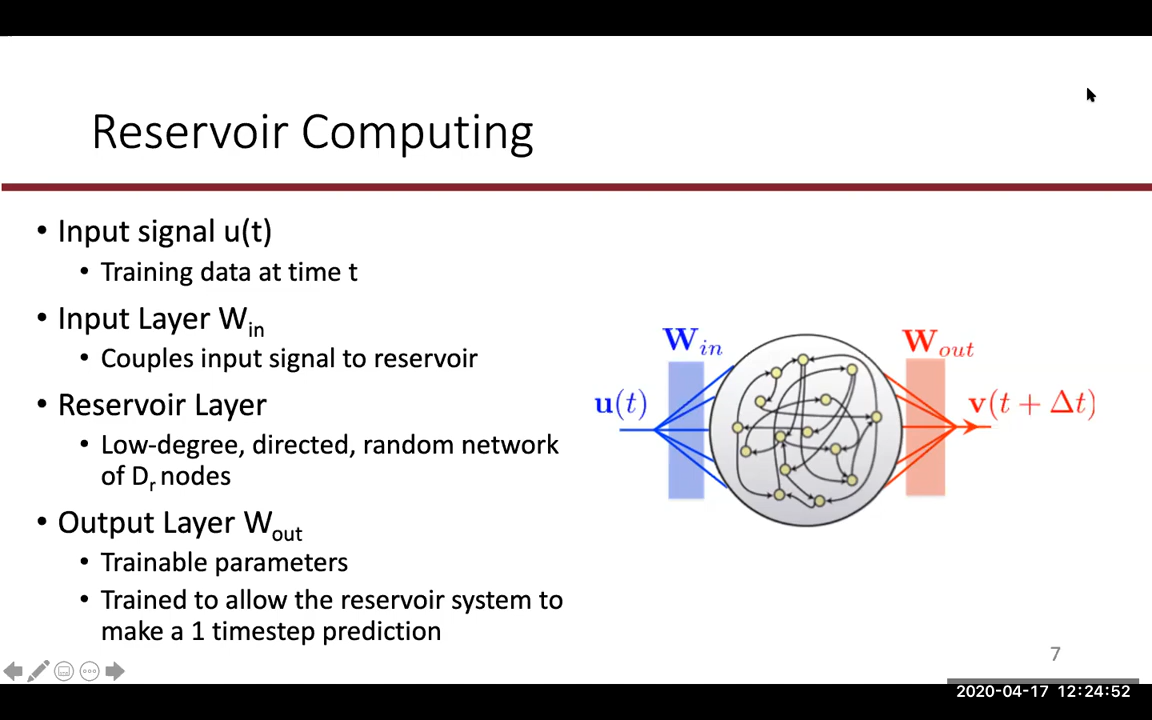 Reservoir Computing
• Input signal u(t)
• Training data at time t
• Input Layer W_in
• Couples input signal to reservoir
• Reservoir Layer
• Low-degree, directed, random network
of D_r nodes
• Output Layer W_out
• Trainable parameters
• Trained to allow the reservoir system to
make a 1 timestep prediction
W_in
W_out
u(t)
v(t + Δt)
7
2020-04-17 12:24:52